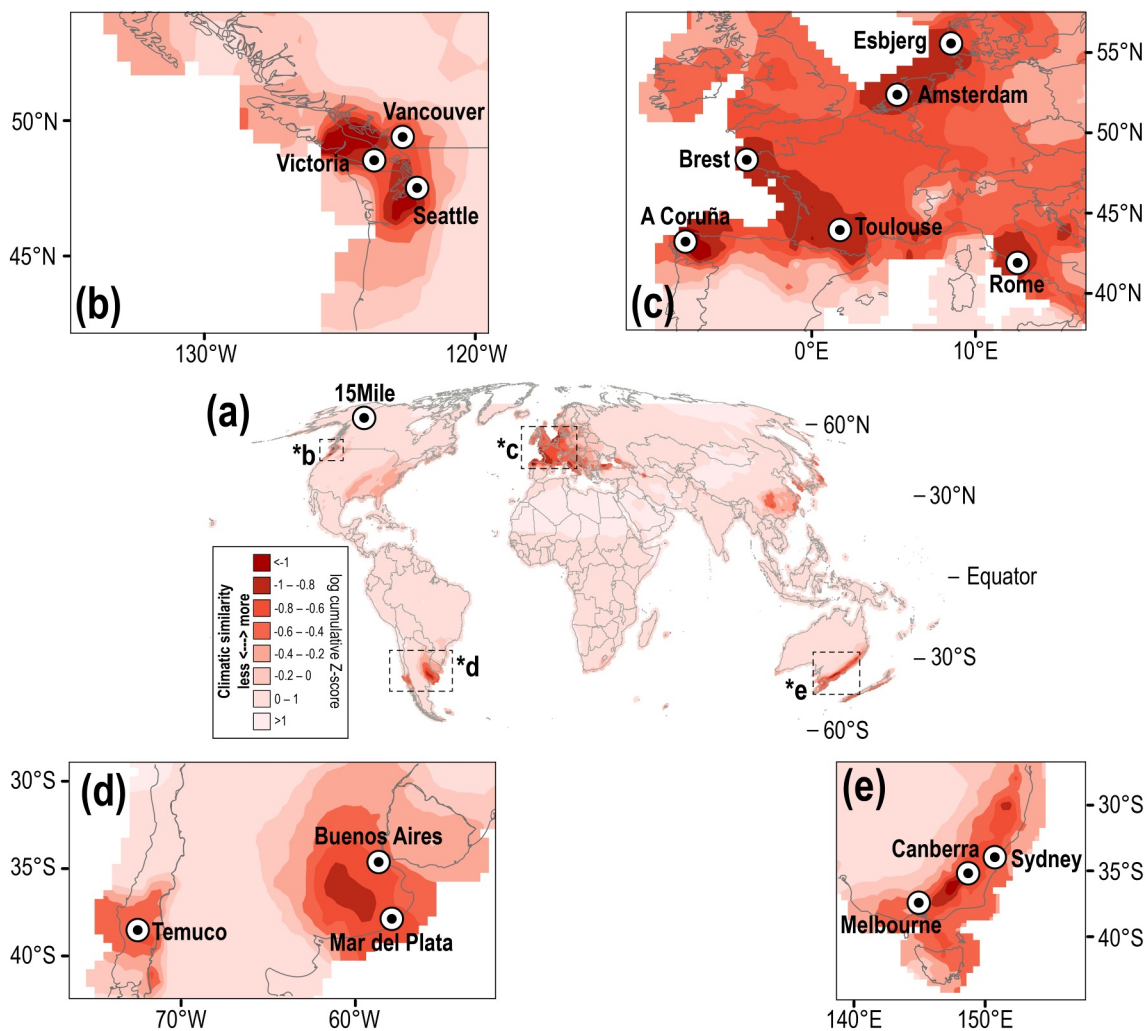 Vancouver
50°N
Victoria
Seattle
45°N
(b)
130°W
120°W
Esbjerg
55°N
Amsterdam
50°N
Brest
A Coruña
45°N
Toulouse
Rome
(c)
40°N
0°E
10°E
(a)
15Mile
60°N
*b
*c
30°N
Equator
30°S
*d
*e
60°S
Climatic similarity
less <---> more
log cumulative Z-score
<-1
-1 – -0.8
-0.8 – -0.6
-0.6 – -0.4
-0.4 – -0.2
-0.2 – 0
0 – 1
>1
30°S
(d)
Buenos Aires
35°S
Temuco
Mar del Plata
40°S
70°W
60°W
(e)
30°S
Canberra
Sydney
35°S
Melbourne
40°S
140°E
150°E